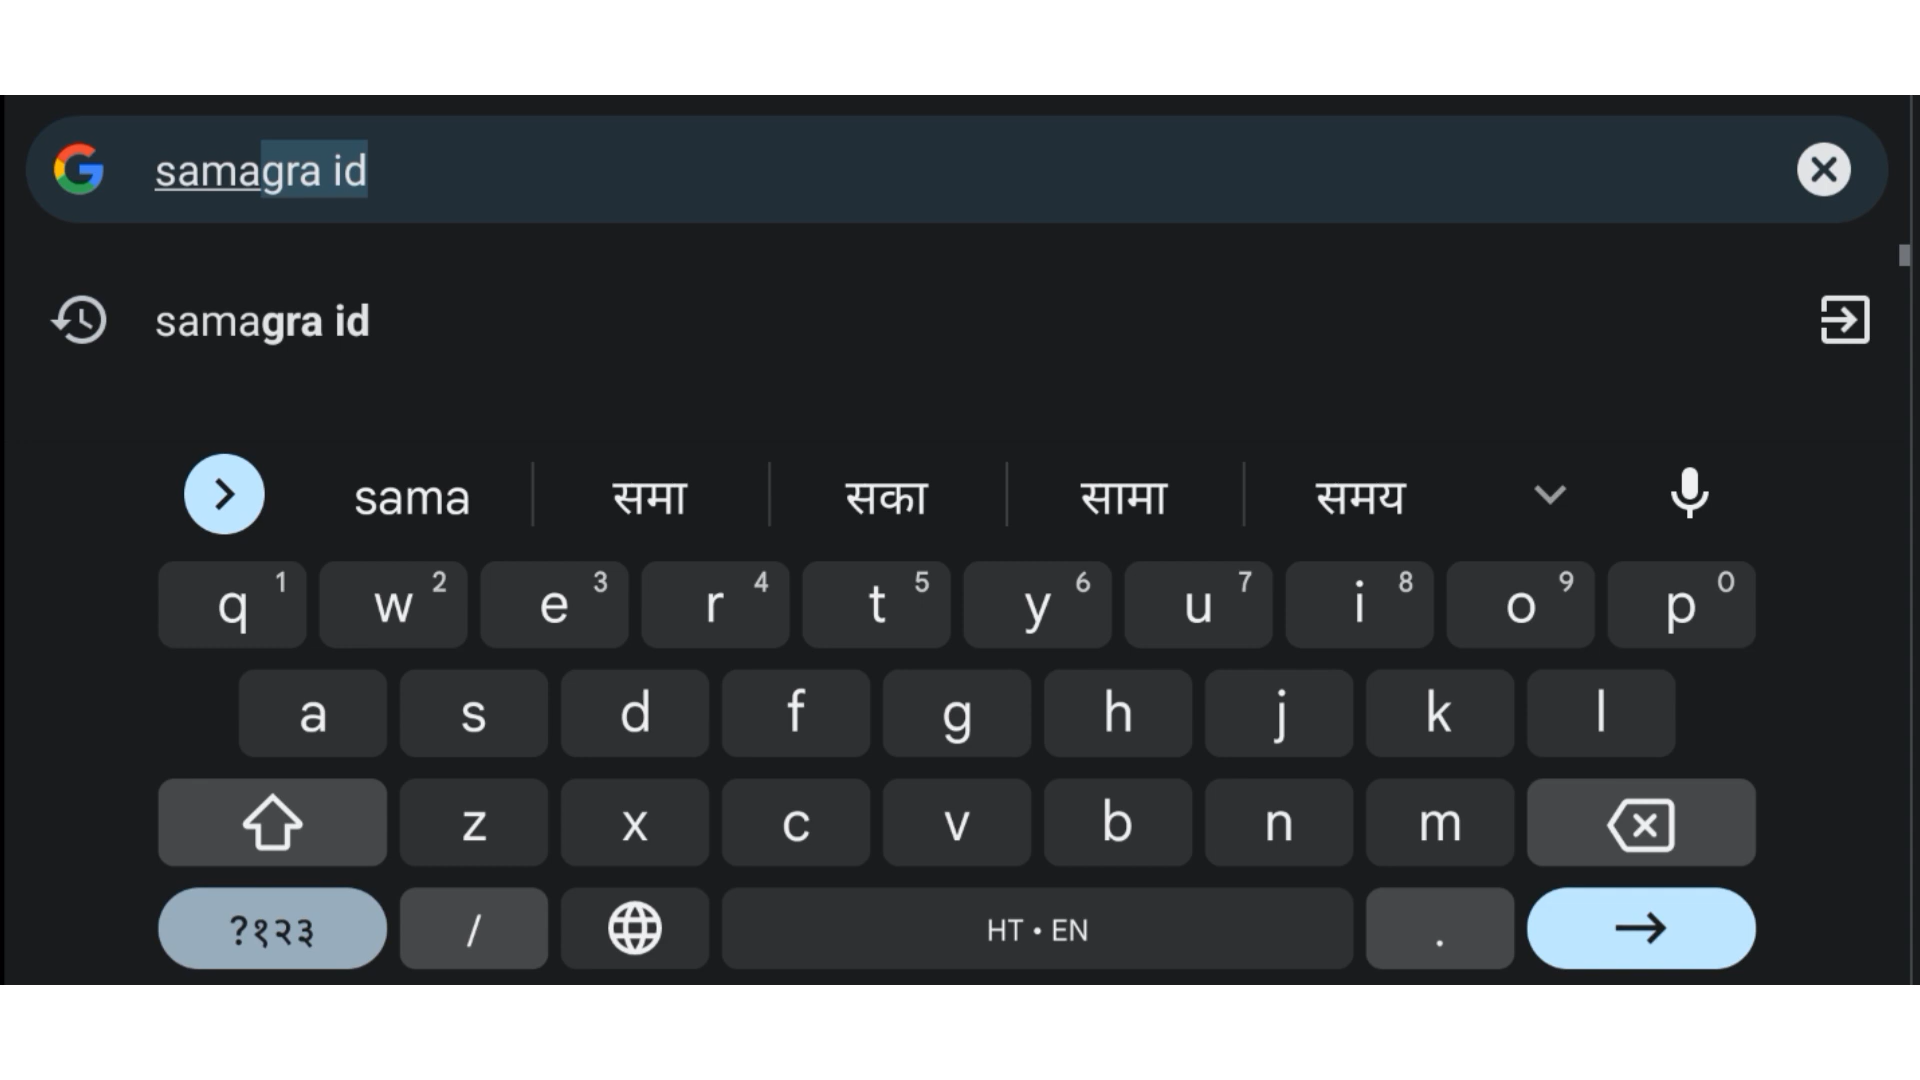 samagra id
samagra id
sama समा सका सामा समय
q 1 w 2 e 3 r 4 t 5 y 6 u 7 i 8 o 9 p 0
a s d f g h j k l
z x c v b n m
?१२३ / HT • EN .